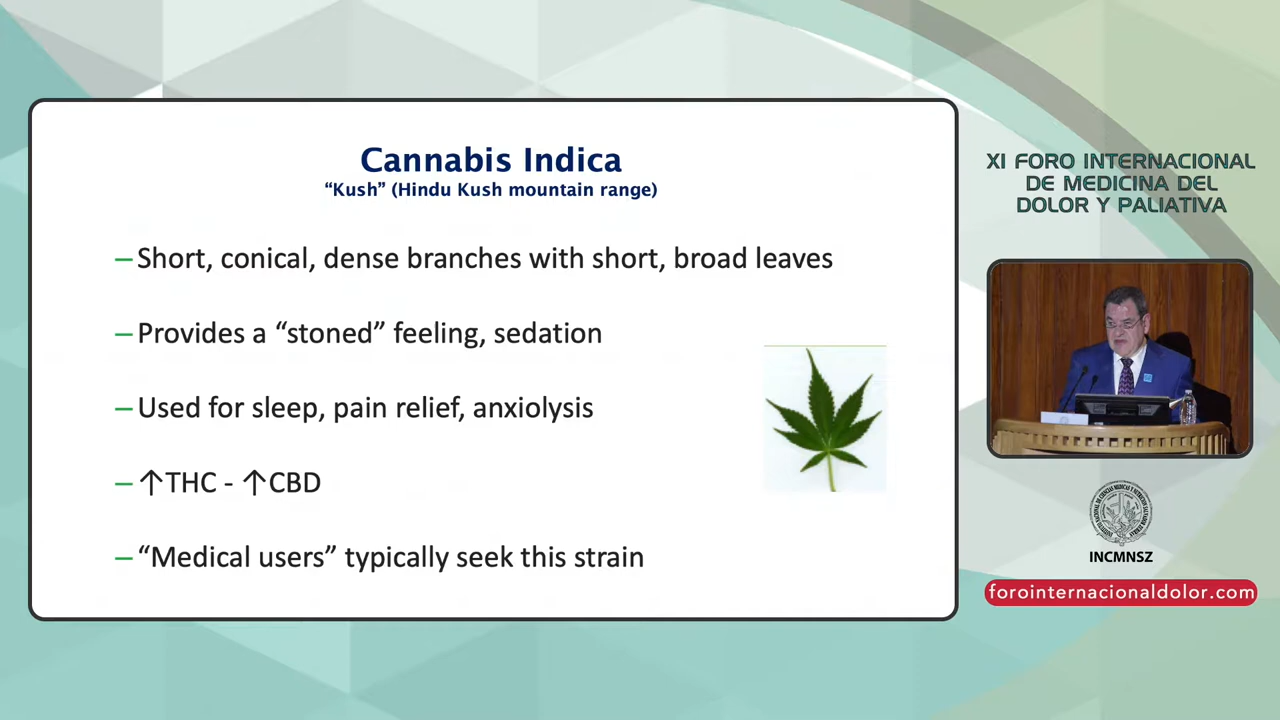 Cannabis Indica
“Kush” (Hindu Kush mountain range)
– Short, conical, dense branches with short, broad leaves
– Provides a “stoned” feeling, sedation
– Used for sleep, pain relief, anxiolysis
– ↑THC - ↑CBD
– “Medical users” typically seek this strain
XI FORO INTERNACIONAL
DE MEDICINA DEL
DOLOR Y PALIATIVA
INCMNSZ
forointernacionaldolor.com